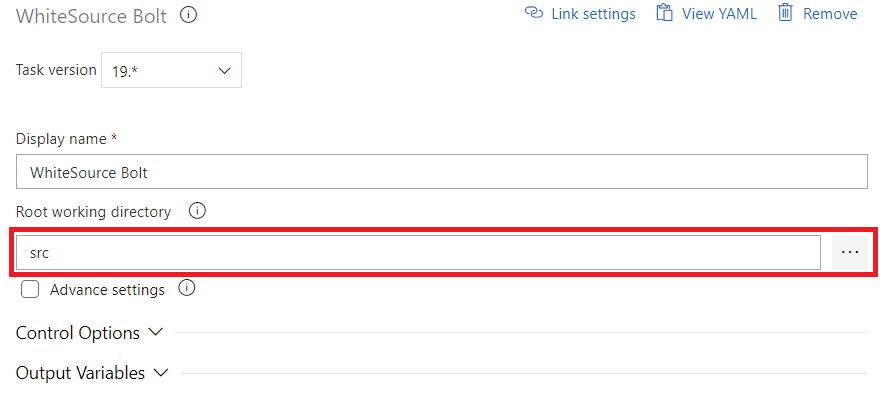 WhiteSource Bolt Link settings View YAML Remove
Task version 19.*
Display name *
WhiteSource Bolt
Root working directory
src ...
Advance settings
Control Options
Output Variables